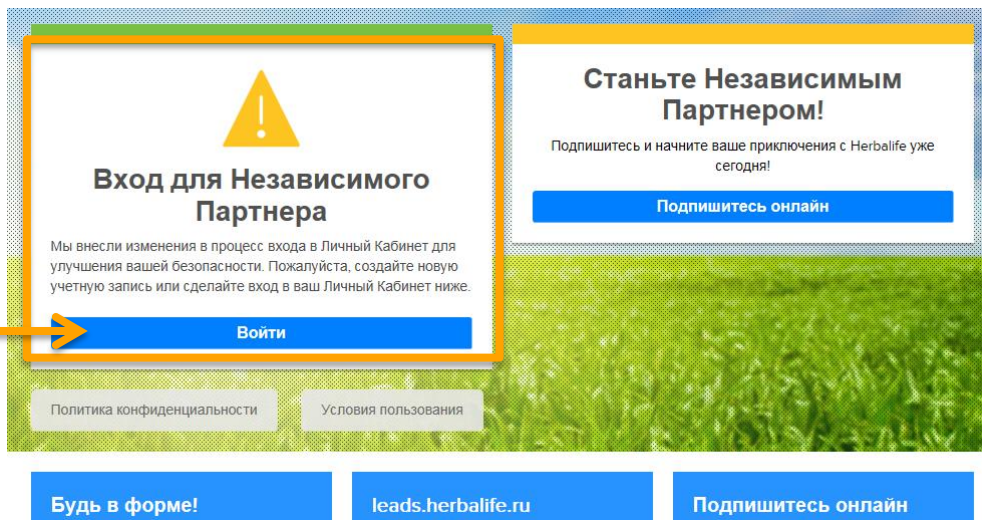 Вход для Независимого
Партнера
Мы внесли изменения в процесс входа в Личный Кабинет для
улучшения вашей безопасности. Пожалуйста, создайте новую
учетную запись или сделайте вход в ваш Личный Кабинет ниже.
Войти
Политика конфиденциальности
Условия пользования
Станьте Независимым
Партнером!
Подпишитесь и начните ваше приключения с Herbalife уже
сегодня!
Подпишитесь онлайн
Будь в форме!
leads.herbalife.ru
Подпишитесь онлайн